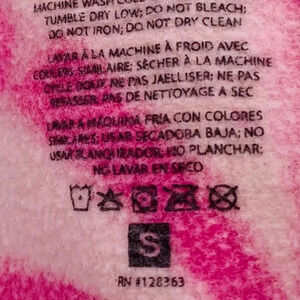 MACHINE WASH COLD
TUMBLE DRY LOW; DO NOT BLEACH;
DO NOT IRON; DO NOT DRY CLEAN
LAVAR À LA MACHINE À FROID AVEC
COULEURS SIMILAIRE; SÉCHER À LA MACHINE
CYCLE DOUX, NE PAS JAELLISER; NE PAS
REPASSER, PAS DE NETTOYAGE A SEC
LAVAR A MAQUINA FRIA CON COLORES
SIMILARES; USAR SECADORA BAJA; NO
USAR BLANQUEADOR; NO PLANCHAR;
NO LAVAR EN SECO
S
RN #128363